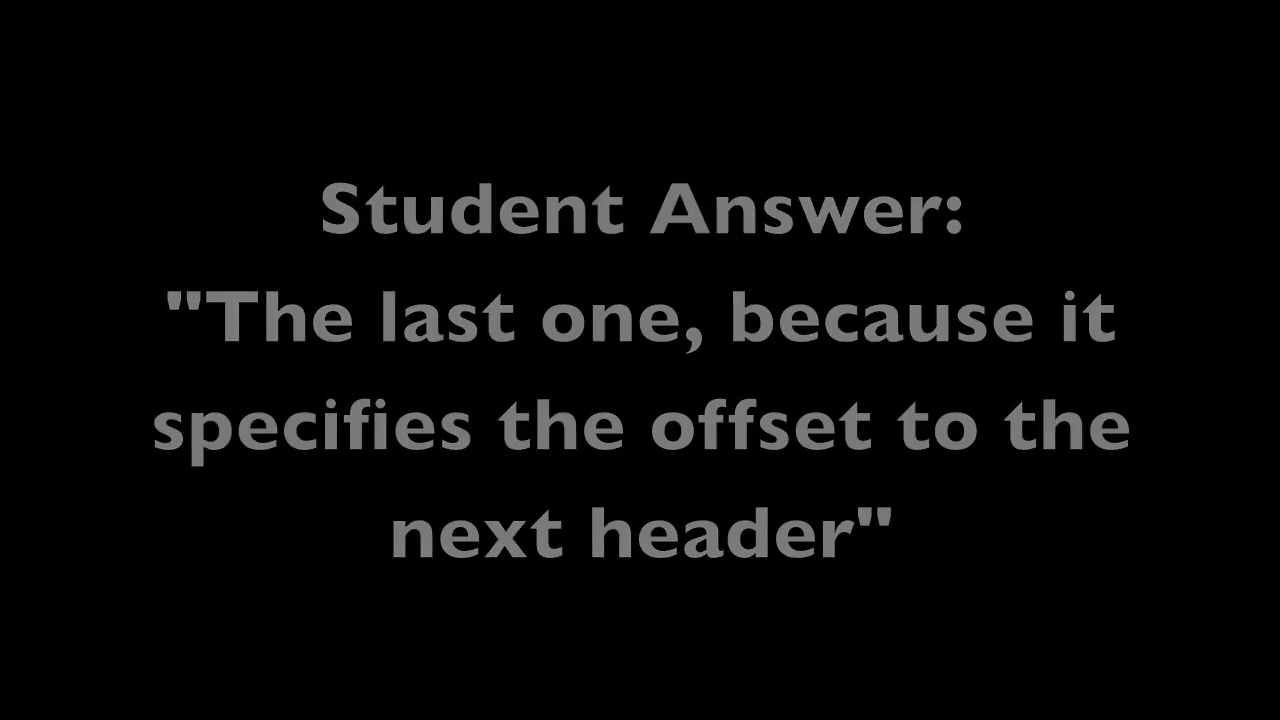 Student Answer:
"The last one, because it
specifies the offset to the
next header"